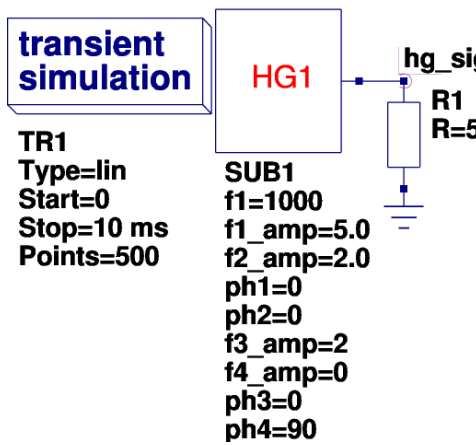 transient
simulation
HG1
TR1
Type=lin
Start=0
Stop=10 ms
Points=500
SUB1
f1=1000
f1_amp=5.0
f2_amp=2.0
ph1=0
ph2=0
f3_amp=2
f4_amp=0
ph3=0
ph4=90
R1